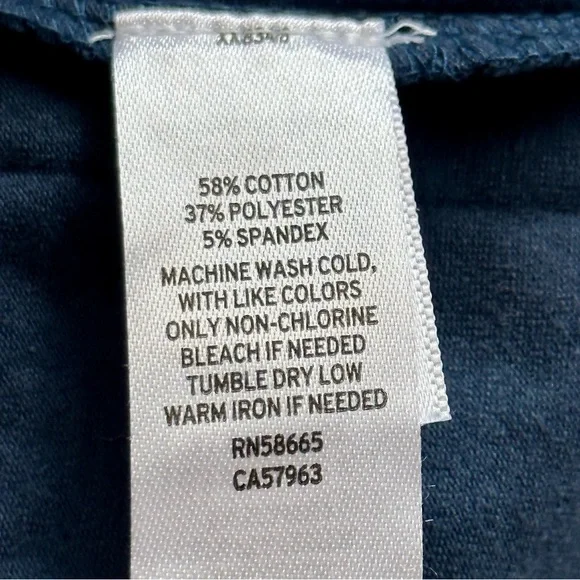 58% COTTON
37% POLYESTER
5% SPANDEX
MACHINE WASH COLD,
WITH LIKE COLORS
ONLY NON-CHLORINE
BLEACH IF NEEDED
TUMBLE DRY LOW
WARM IRON IF NEEDED
RN58665
CA57963